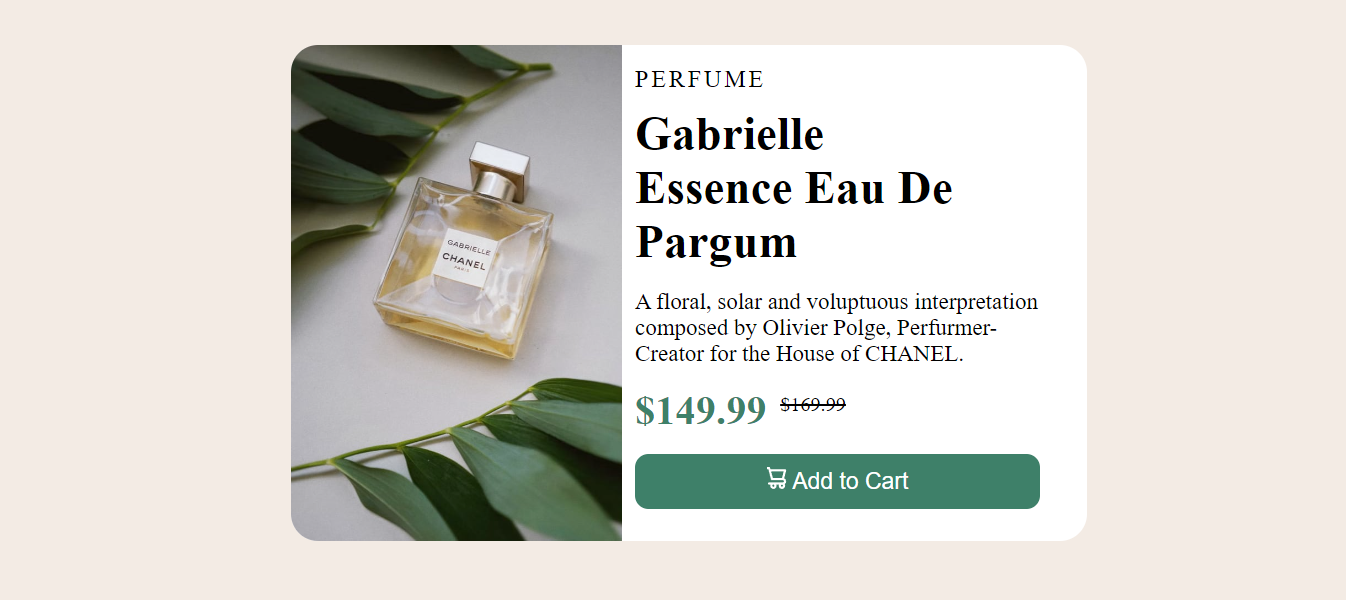 PERFUME
Gabrielle
Essence Eau De
Pargum
A floral, solar and voluptuous interpretation
composed by Olivier Polge, Perfurmer-
Creator for the House of CHANEL.
$149.99 $169.99
Add to Cart
GABRIELLE
CHANEL
PARIS